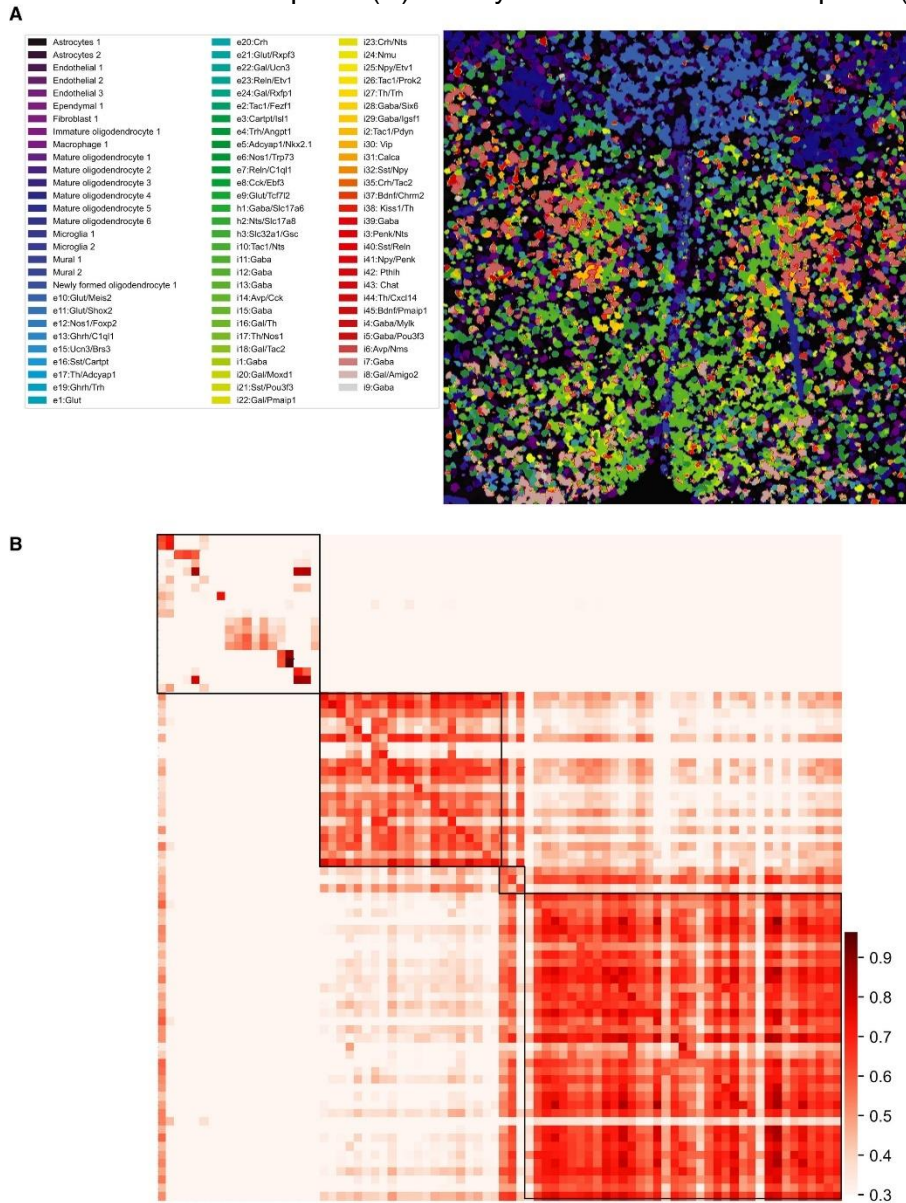 A
Astrocytes 1
Astrocytes 2
Endothelial 1
Endothelial 2
Endothelial 3
Ependymal 1
Fibroblast 1
Immature oligodendrocyte 1
Macrophage 1
Mature oligodendrocyte 1
Mature oligodendrocyte 2
Mature oligodendrocyte 3
Mature oligodendrocyte 4
Mature oligodendrocyte 5
Mature oligodendrocyte 6
Microglia 1
Microglia 2
Mural 1
Mural 2
Newly formed oligodendrocyte 1
e10:Glut/Meis2
e11:Glut/Shox2
e12:Nos1/Foxp2
e13:Ghrh/C1ql1
e15:Ucn3/Brs3
e16:Sst/Cartpt
e17:Th/Adcyap1
e19:Ghrh/Trh
e1:Glut
e20:Crh
e21:Glut/Rxpf3
e22:Gal/Ucn3
e23:Reln/Etv1
e24:Gal/Rxfp1
e2:Tac1/Fezf1
e3:Cartpt/Isl1
e4:Trh/Angpt1
e5:Adcyap1/Nkx2.1
e6:Nos1/Trp73
e7:Reln/C1ql1
e8:Cck/Ebf3
e9:Glut/Tcf7l2
h1:Gaba/Slc17a6
h2:Nts/Slc17a8
h3:Slc32a1/Gsc
i10:Tac1/Nts
i11:Gaba
i12:Gaba
i13:Gaba
i14:Avp/Cck
i15:Gaba
i16:Gal/Th
i17:Th/Nos1
i18:Gal/Tac2
i1:Gaba
i20:Gal/Moxd1
i21:Sst/Pou3f3
i22:Gal/Pmaip1
i23:Crh/Nts
i24:Nmu
i25:Npy/Etv1
i26:Tac1/Prok2
i27:Th/Trh
i28:Gaba/Six6
i29:Gaba/Igsf1
i2:Tac1/Pdyn
i30: Vip
i31:Calca
i32:Sst/Npy
i35:Crh/Tac2
i37:Bdnf/Chrm2
i38: Kiss1/Th
i39:Gaba
i3:Penk/Nts
i40:Sst/Reln
i41:Npy/Penk
i42: Pthlh
i43: Chat
i44:Th/Cxcl14
i45:Bdnf/Pmaip1
i4:Gaba/Mylk
i5:Gaba/Pou3f3
i6:Avp/Nms
i7:Gaba
i8:Gal/Amigo2
i9:Gaba
B
0.9
0.8
0.7
0.6
0.5
0.4
0.3